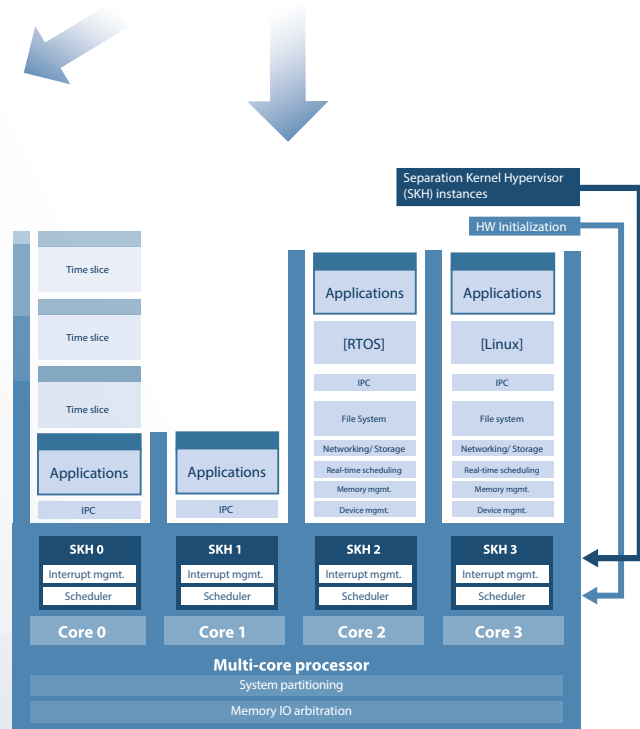 Separation Kernel Hypervisor
(SKH) instances
HW Initialization
Time slice
Time slice
Time slice
Applications
IPC
Applications
IPC
Applications
[RTOS]
IPC
File System
Networking/ Storage
Real-time scheduling
Memory mgmt.
Device mgmt.
Applications
[Linux]
IPC
File system
Networking/ Storage
Real-time scheduling
Memory mgmt.
Device mgmt.
SKH 0
Interrupt mgmt.
Scheduler
SKH 1
Interrupt mgmt.
Scheduler
SKH 2
Interrupt mgmt.
Scheduler
SKH 3
Interrupt mgmt.
Scheduler
Core 0
Core 1
Core 2
Core 3
Multi-core processor
System partitioning
Memory IO arbitration